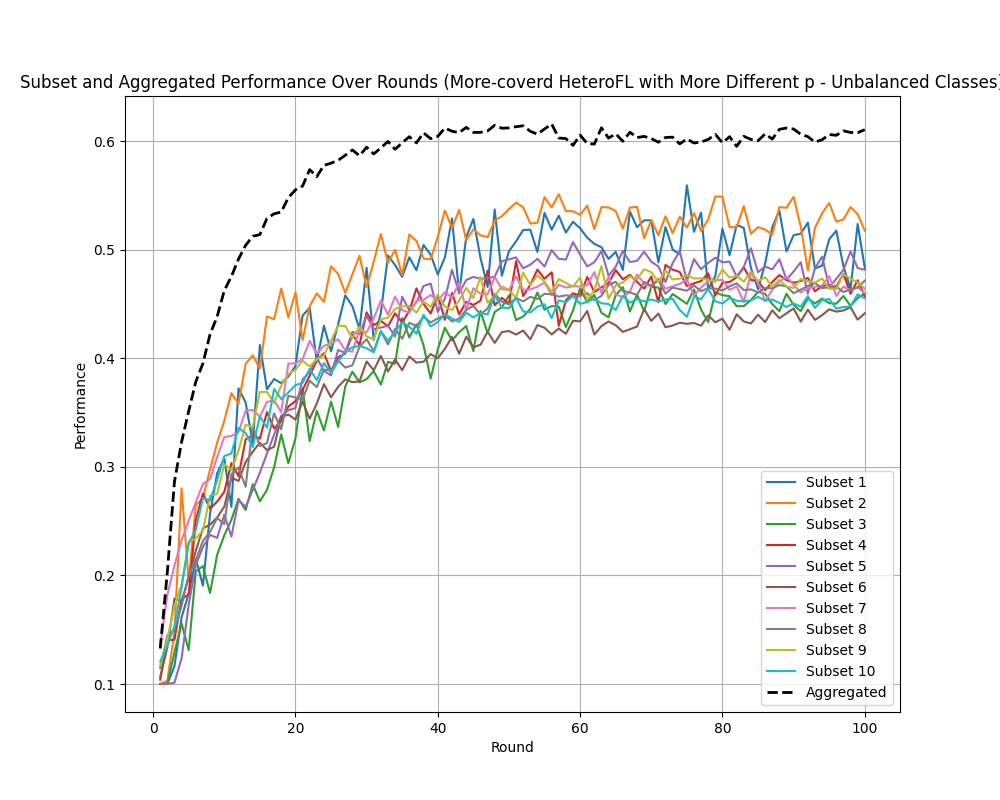 Subset and Aggregated Performance Over Rounds (More-coverd HeteroFL with More Different p - Unbalanced Classes)
0.6
0.5
0.4
0.3
0.2
0.1
Performance
0 20 40 60 80 100
Round
Subset 1
Subset 2
Subset 3
Subset 4
Subset 5
Subset 6
Subset 7
Subset 8
Subset 9
Subset 10
Aggregated